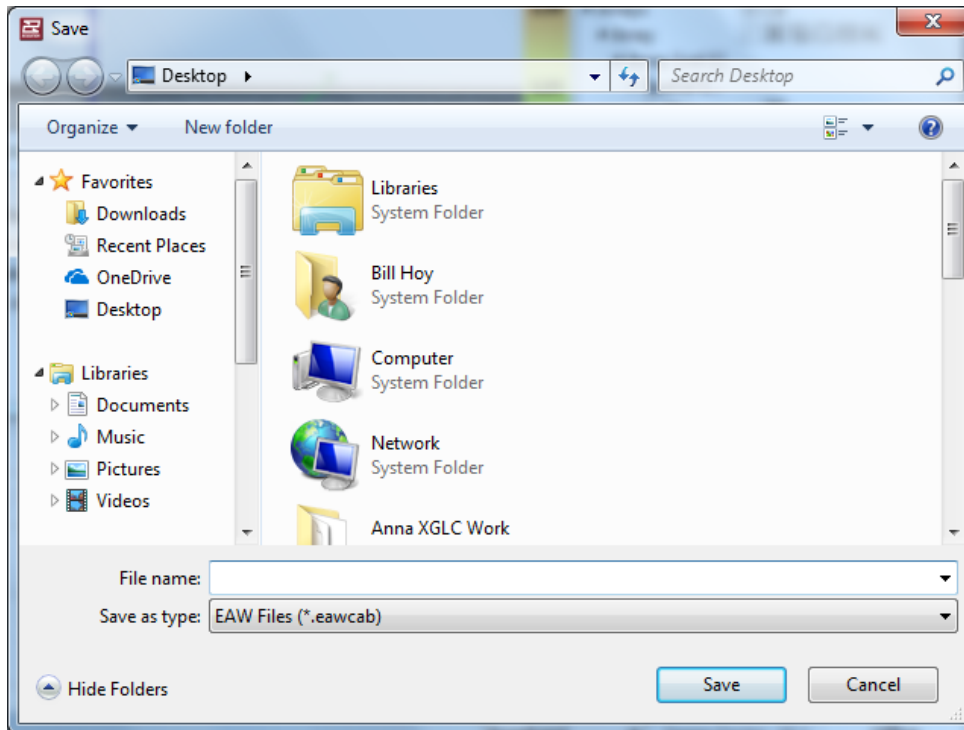 Save
Desktop
Search Desktop
Organize
New folder
Favorites
Downloads
Recent Places
OneDrive
Desktop
Libraries
Documents
Music
Pictures
Videos
Libraries
System Folder
Bill Hoy
System Folder
Computer
System Folder
Network
System Folder
Anna XGLC Work
File name:
Save as type: EAW Files (*.eawcab)
Hide Folders
Save
Cancel